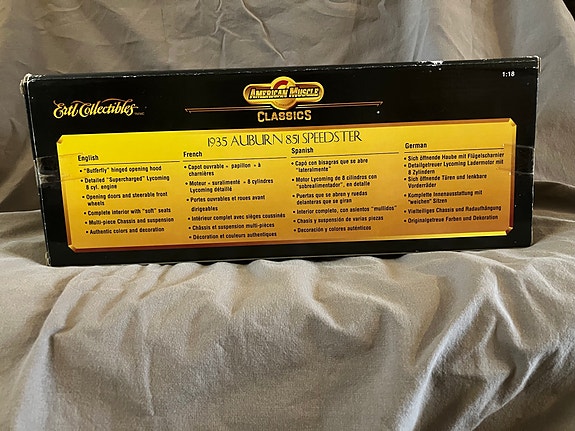 1:18
Ertl Collectibles
American Muscle
CLASSICS
1935 AUBURN 851 SPEEDSTER
English
• "Butterfly" hinged opening hood
• Detailed "Supercharged" Lycoming
8 cyl. engine
• Opening doors and steerable front
wheels
• Complete interior with "soft" seats
• Multi-piece Chassis and suspension
• Authentic colors and decoration
French
• Capot ouvrable « papillon » à
charnières
• Moteur « suralimenté » 8 cylindres
Lycoming détaillé
• Portes ouvrables et roues avant
dirigeables
• Intérieur complet avec sièges coussinés
• Châssis et suspension multi-pièces
• Décoration et couleurs authentiques
Spanish
• Capó con bisagras que se abre
"lateralmente"
• Motor Lycoming de 8 cilindros con
"sobrealimentador", en detalle
• Puertas que se abren y ruedas
delanteras que se giran
• Interior completo, con asientos "mullidos"
• Chasis y suspensión de varias piezas
• Decoración y colores auténticos
German
• Sich öffnende Haube mit Flügelscharnier
• Detailgetreuer Lycoming Ladermotor mit
8 Zylindern
• Sich öffnende Türen und lenkbare
Vorderräder
• Komplette Innenausstattung mit
"weichen" Sitzen
• Vielteiliges Chassis und Radaufhängung
• Originalgetreue Farben und Dekoration